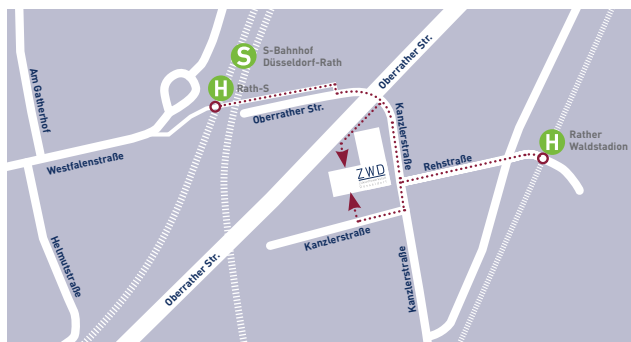 Oberrather Str.
S
S-Bahnhof
Düsseldorf-Rath
H
Rath-S
Am Gatherhof
Oberrather Str.
Kanzlerstraße
H
Rather
Waldstadion
Westfalenstraße
ZWD
Rehstraße
Helmutstraße
Kanzlerstraße
Oberrather Str.
Kanzlerstraße